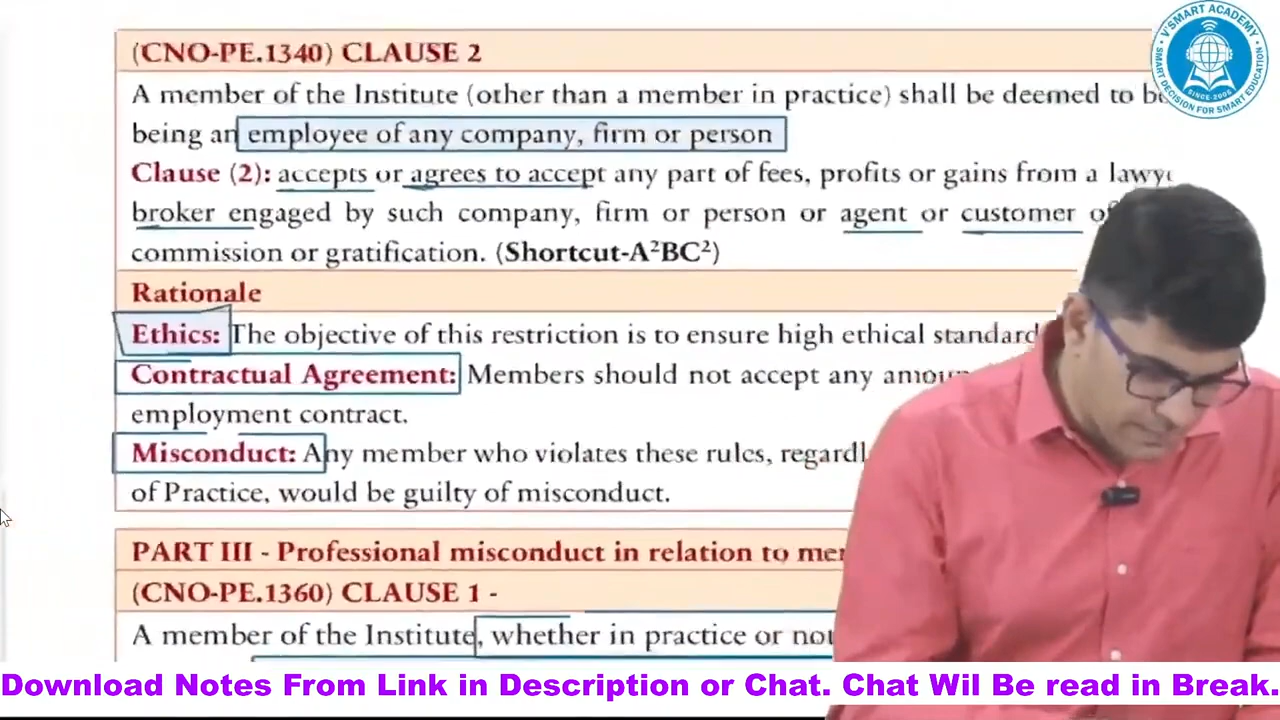 (CNO-PE.1340) CLAUSE 2
A member of the Institute (other than a member in practice) shall be deemed to
being an employee of any company, firm or person
Clause (2): accepts or agrees to accept any part of fees, profits or gains from a
broker engaged by such company, firm or person or agent or customer
commission or gratification. (Shortcut-A²BC²)
Rationale
Ethics: The objective of this restriction is to ensure high ethical
Contractual Agreement: Members should not accept any
employment contract.
Misconduct: Any member who violates these rules,
of Practice, would be guilty of misconduct.
PART III - Professional misconduct in relation to
(CNO-PE.1360) CLAUSE 1 -
A member of the Institute, whether in practice or
V'SMART ACADEMY
SMART DECISION FOR SMART EDUCATION
Download Notes From Link in Description or Chat. Chat Wil Be read in Break.